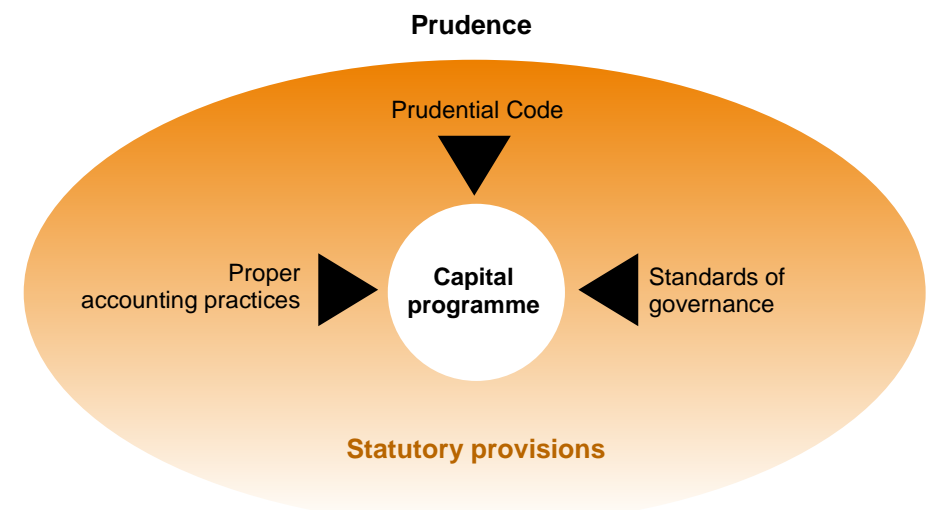 Prudence
Prudential Code
Proper
accounting practices
Capital
programme
Standards of
governance
Statutory provisions